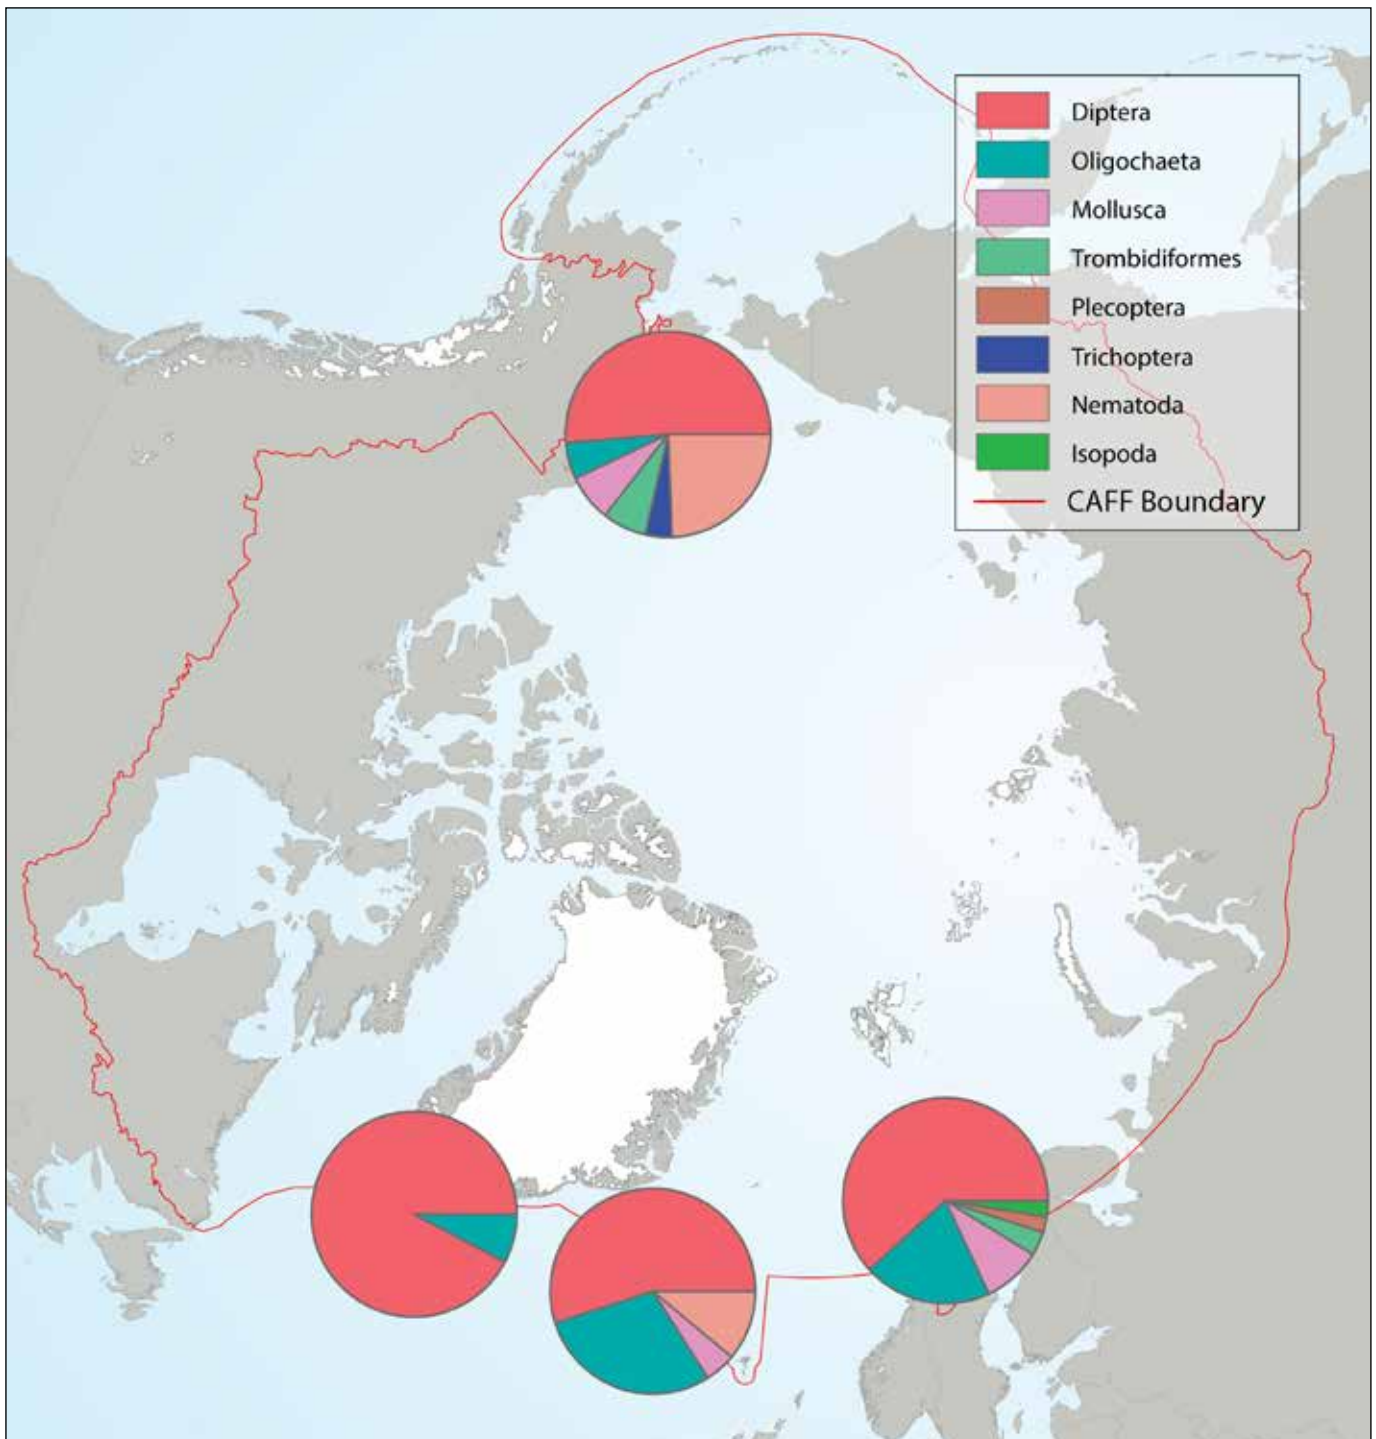 Diptera
Oligochaeta
Mollusca
Trombidiformes
Plecoptera
Trichoptera
Nematoda
Isopoda
CAFF Boundary